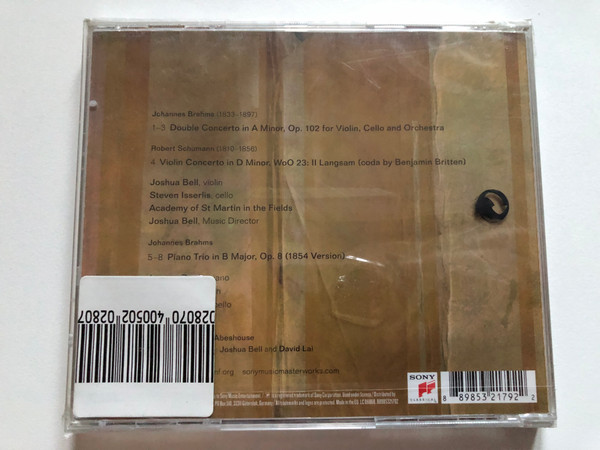 Johannes Brahms (1833–1897)
1–3 Double Concerto in A Minor, Op. 102 for Violin, Cello and Orchestra
Robert Schumann (1810–1856)
4 Violin Concerto in D Minor, WoO 23: II Langsam (coda by Benjamin Britten)
Joshua Bell, violin
Steven Isserlis, cello
Academy of St Martin in the Fields
Joshua Bell, Music Director
Johannes Brahms
5–8 Piano Trio in B Major, Op. 8 (1854 Version)
Abeshouse
Joshua Bell and David Lai
.org sonymusicmasterworks.com
02807 028070 400502 028070
SONY
CLASSICAL
8 89853 21792 2